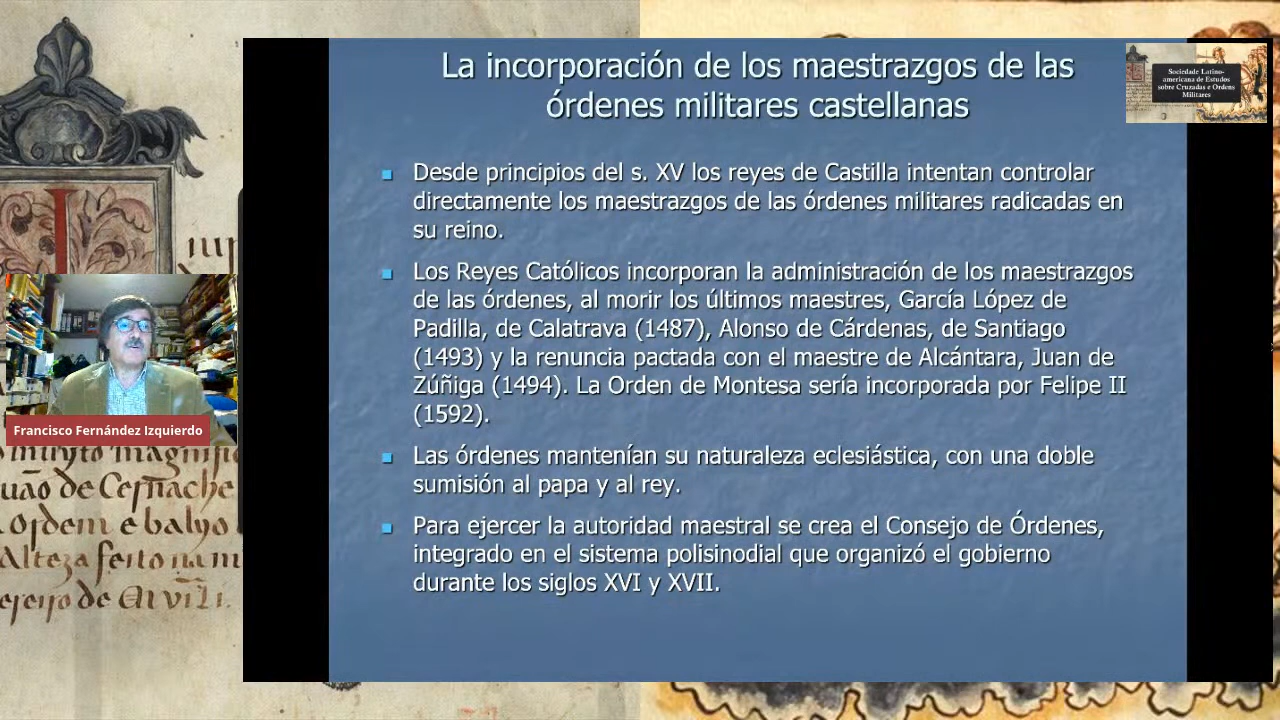 La incorporación de los maestrazgos de las
órdenes militares castellanas
Sociedade Latino-
americana de Estudos
sobre Cruzadas e Ordens
Militares
Desde principios del s. XV los reyes de Castilla intentan controlar
directamente los maestrazgos de las órdenes militares radicadas en
su reino.
Los Reyes Católicos incorporan la administración de los maestrazgos
de las órdenes, al morir los últimos maestres, García López de
Padilla, de Calatrava (1487), Alonso de Cárdenas, de Santiago
(1493) y la renuncia pactada con el maestre de Alcántara, Juan de
Zúñiga (1494). La Orden de Montesa sería incorporada por Felipe II
(1592).
Las órdenes mantenían su naturaleza eclesiástica, con una doble
sumisión al papa y al rey.
Para ejercer la autoridad maestral se crea el Consejo de Órdenes,
integrado en el sistema polisinodial que organizó el gobierno
durante los siglos XVI y XVII.
Francisco Fernández Izquierdo
ordem e balyo
Alteza feito na m